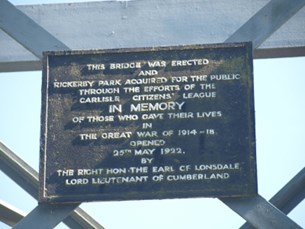 THIS BRIDGE WAS ERECTED
AND
RICKERBY PARK ACQUIRED FOR THE PUBLIC
THROUGH THE EFFORTS OF THE
CARLISLE CITIZENS' LEAGUE
IN MEMORY
OF THOSE WHO GAVE THEIR LIVES
IN
THE GREAT WAR OF 1914-18.
OPENED
25TH MAY 1922.
BY
THE RIGHT HON. THE EARL OF LONSDALE
LORD LIEUTENANT OF CUMBERLAND